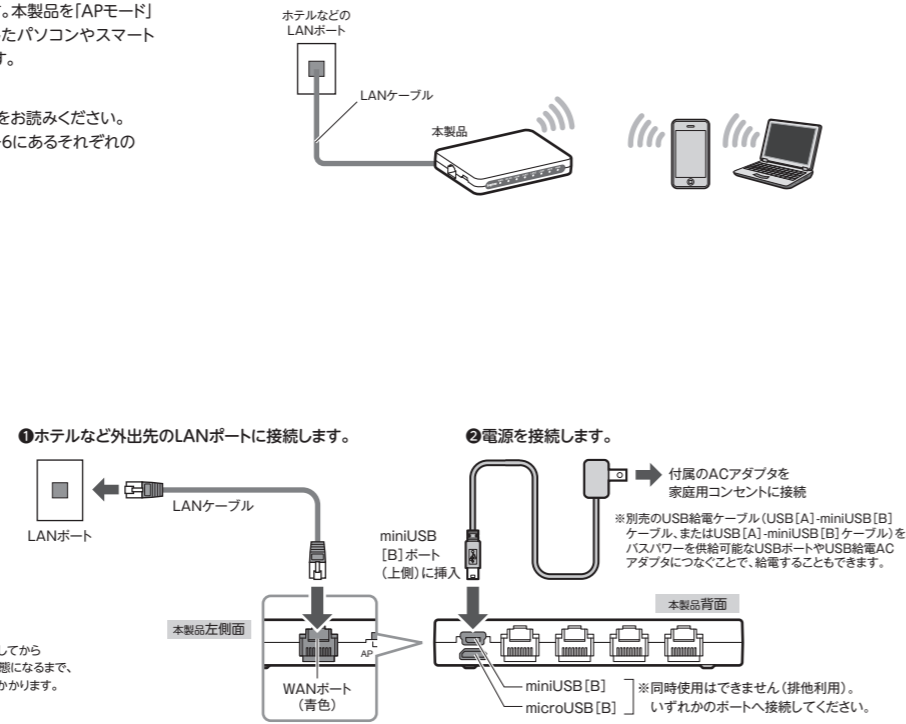 す。本製品を「APモード」
たパソコンやスマート
す。
をお読みください。
6にあるそれぞれの
ホテルなどの
LANポート
LANケーブル
本製品
❶ホテルなど外出先のLANポートに接続します。
LANケーブル
LANポート
本製品左側面
AP
WANポート
(青色)
してから
態になるまで、
かかります。
❷電源を接続します。
付属のACアダプタを
家庭用コンセントに接続
※別売のUSB給電ケーブル(USB[A]-miniUSB[B]
ケーブル、またはUSB[A]-miniUSB[B]ケーブル)を
バスパワーを供給可能なUSBポートやUSB給電AC
アダプタにつなぐことで、給電することもできます。
miniUSB
[B]ポート
(上側)に挿入
本製品背面
miniUSB[B]
microUSB[B]
※同時使用はできません(排他利用)。
いずれかのポートへ接続してください。